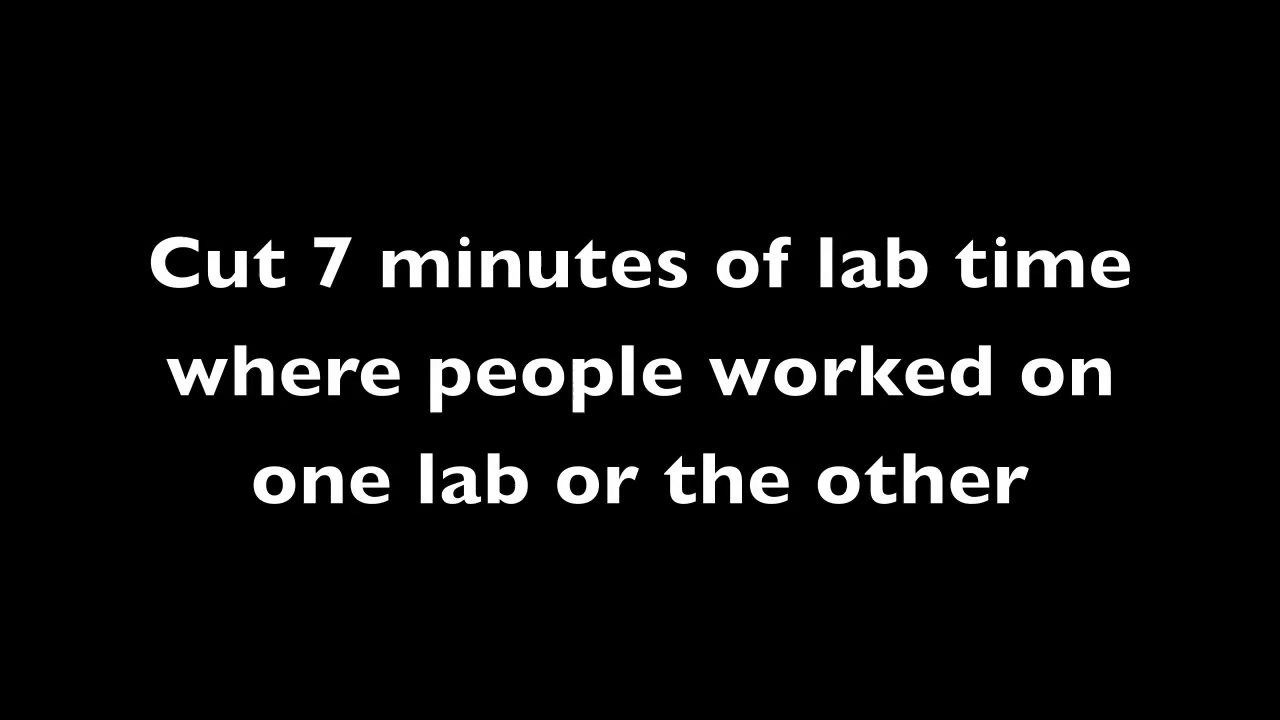 Cut 7 minutes of lab time
where people worked on
one lab or the other